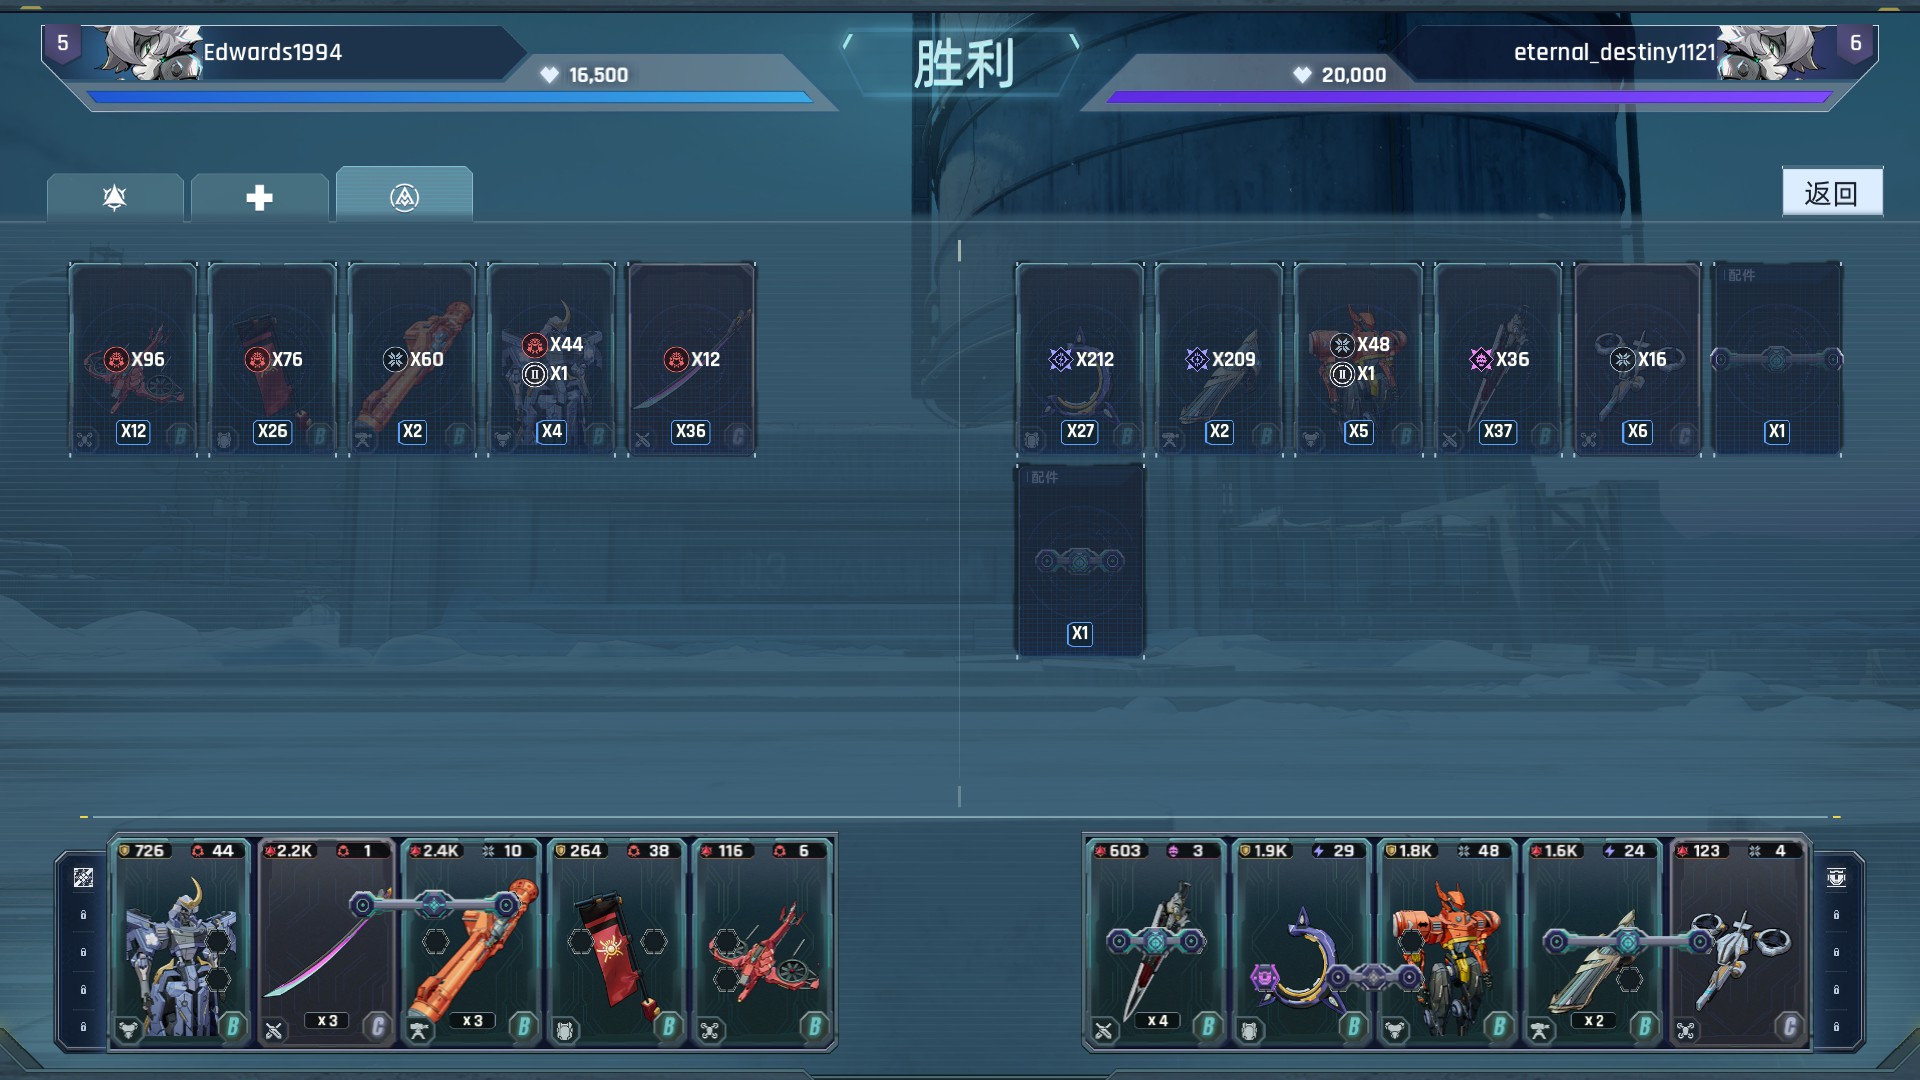 5
Edwards1994
16,500
胜利
20,000
eternal_destiny1121
6
返回
X96
X12
B
X76
X26
B
X60
X2
B
X44
X1
X4
B
X12
X36
C
X212
X27
B
X209
X2
B
X48
X1
X5
B
X36
X37
B
X16
X6
C
配件
X1
配件
X1
726
44
B
2.2K
1
x3
C
2.4K
10
x3
B
264
38
B
116
6
B
603
3
x4
B
1.9K
29
B
1.8K
48
B
1.6K
24
x2
B
123
4
C